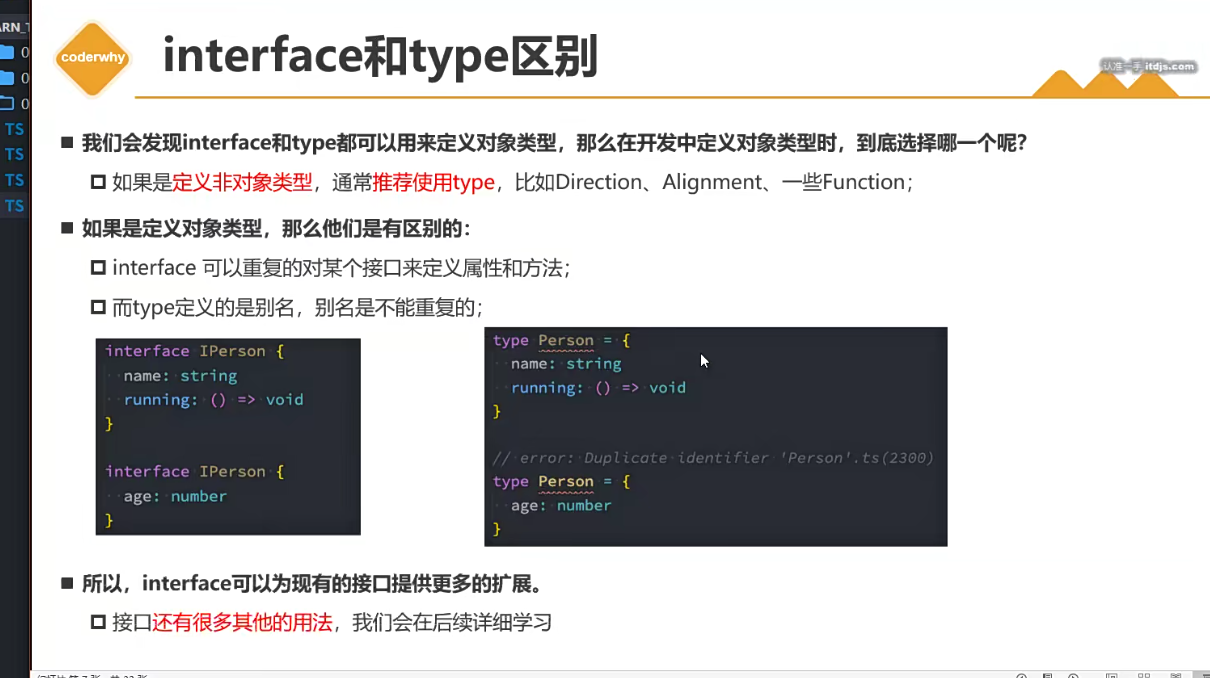 coderwhy
interface和type区别
itdjs.com
我们会发现interface和type都可以用来定义对象类型，那么在开发中定义对象类型时，到底选择哪一个呢？
如果是定义非对象类型，通常推荐使用type，比如Direction、Alignment、一些Function；
如果是定义对象类型，那么他们是有区别的：
interface 可以重复的对某个接口来定义属性和方法；
而type定义的是别名，别名是不能重复的；
interface IPerson {
name: string
running: () => void
}
interface IPerson {
age: number
}
type Person = {
name: string
running: () => void
}
// error: Duplicate identifier 'Person'.ts(2300)
type Person = {
age: number
}
所以，interface可以为现有的接口提供更多的扩展。
接口还有很多其他的用法，我们会在后续详细学习
0
0
0
TS
TS
TS
TS